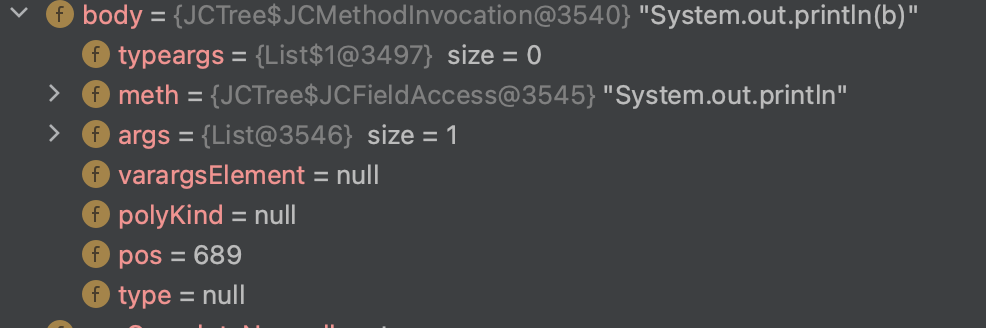 f body = {JCTree$JCMethodInvocation@3540} "System.out.println(b)"
f typeargs = {List$1@3497} size = 0
f meth = {JCTree$JCFieldAccess@3545} "System.out.println"
f args = {List@3546} size = 1
f varargsElement = null
f polyKind = null
f pos = 689
f type = null